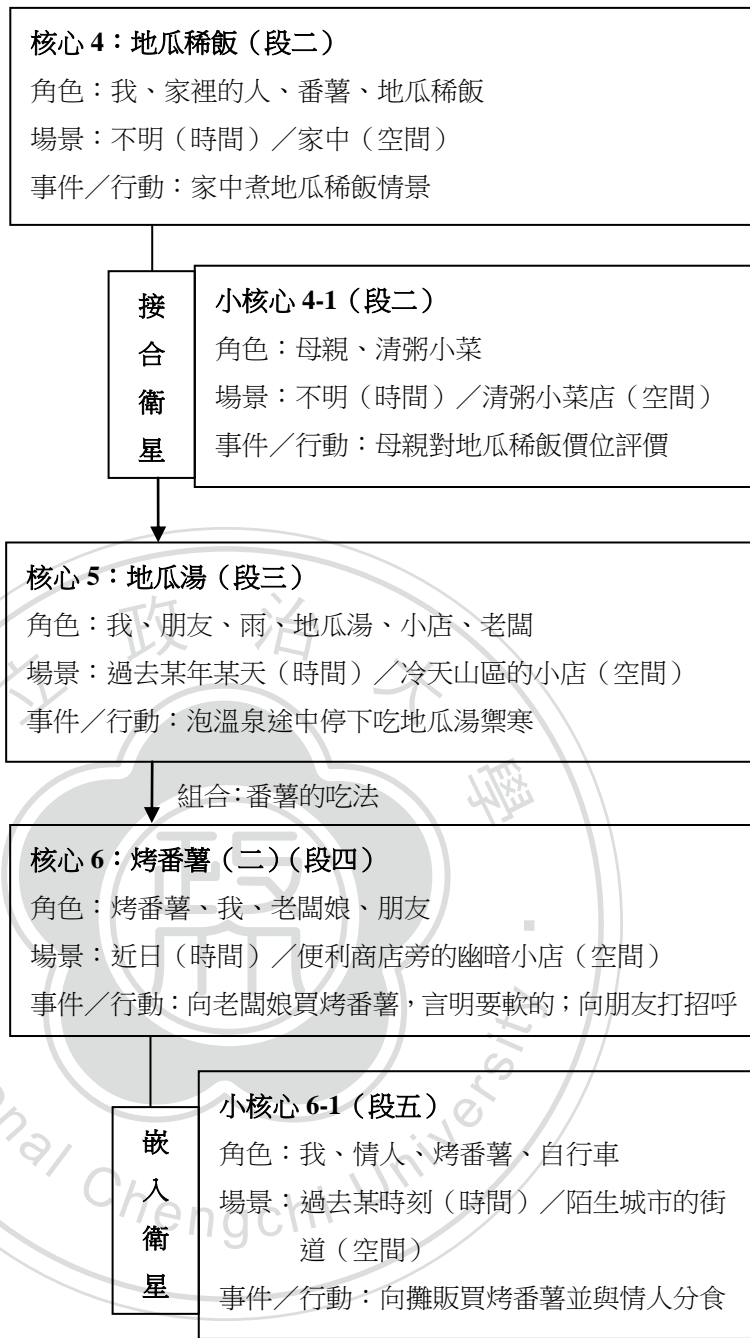 核心 4：地瓜稀飯（段二）
角色：我、家裡的人、番薯、地瓜稀飯
場景：不明（時間）／家中（空間）
事件／行動：家中煮地瓜稀飯情景
接
合
衛
星
小核心 4-1（段二）
角色：母親、清粥小菜
場景：不明（時間）／清粥小菜店（空間）
事件／行動：母親對地瓜稀飯價位評價
核心 5：地瓜湯（段三）
角色：我、朋友、雨、地瓜湯、小店、老闆
場景：過去某年某天（時間）／冷天山區的小店（空間）
事件／行動：泡溫泉途中停下吃地瓜湯禦寒
組合：番薯的吃法
核心 6：烤番薯（二）（段四）
角色：烤番薯、我、老闆娘、朋友
場景：近日（時間）／便利商店旁的幽暗小店（空間）
事件／行動：向老闆娘買烤番薯，言明要軟的；向朋友打招呼
嵌
入
衛
星
小核心 6-1（段五）
角色：我、情人、烤番薯、自行車
場景：過去某時刻（時間）／陌生城市的街
道（空間）
事件／行動：向攤販買烤番薯並與情人分食
立政治大學
onal Chengchi University